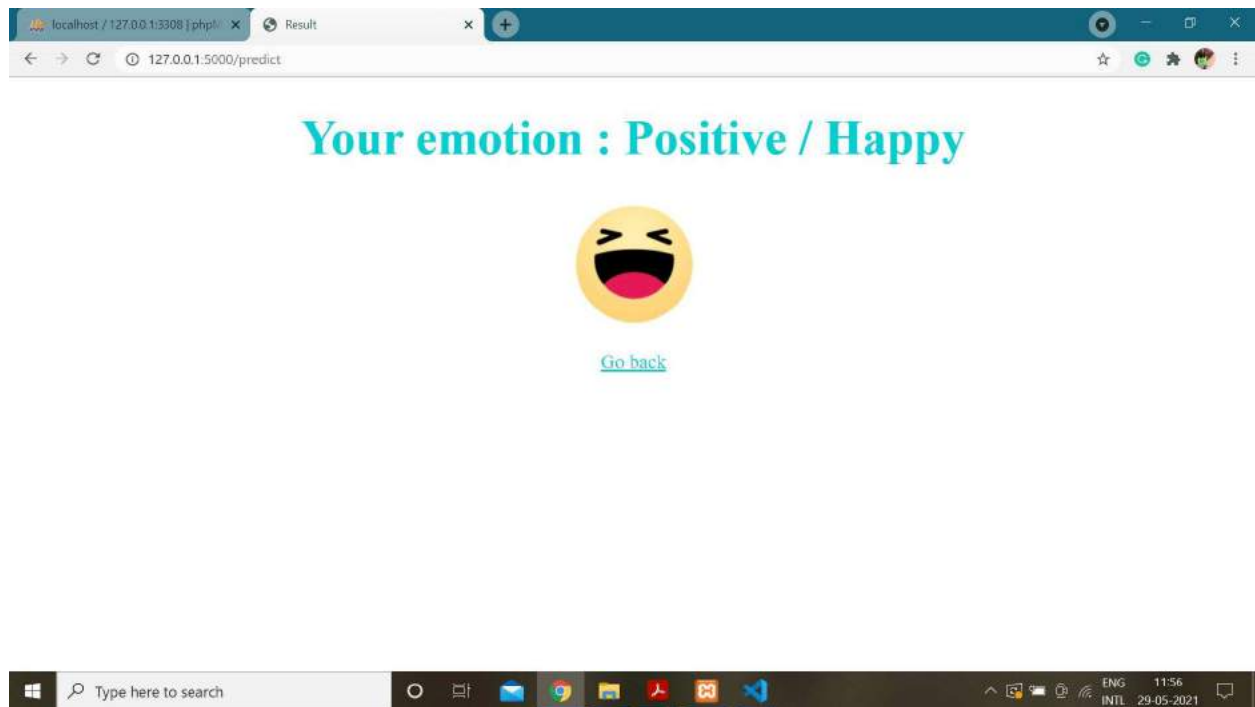 localhost / 127.0.0.1:3308 | phpM
Result
127.0.0.1:5000/predict
Your emotion : Positive / Happy
Go back
Type here to search
ENG
INTL
11:56
29-05-2021